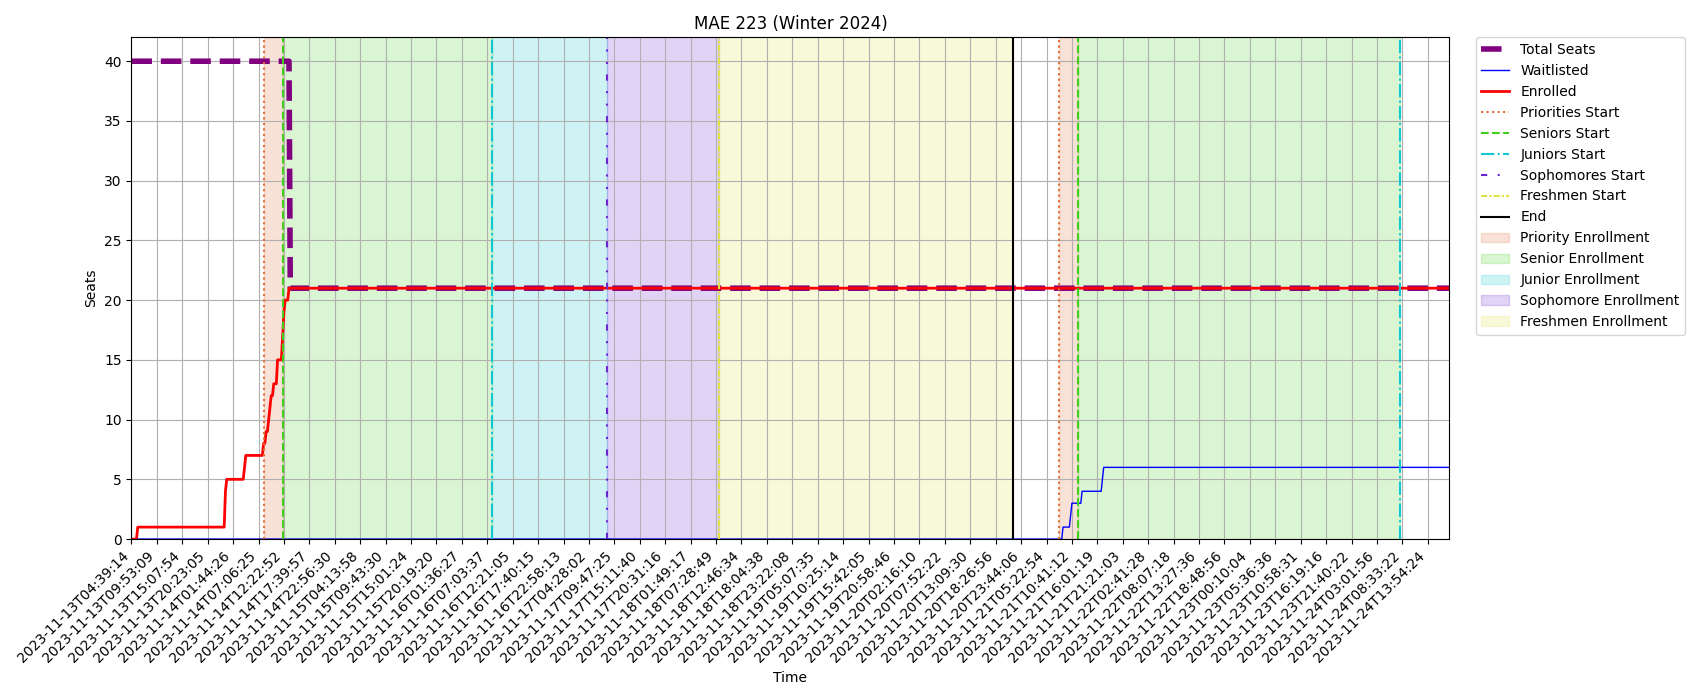 MAE 223 (Winter 2024)
Seats
40
35
30
25
20
15
10
5
0
2023-11-13T04:39:14
2023-11-13T09:53:09
2023-11-13T15:07:54
2023-11-13T20:23:05
2023-11-14T01:44:26
2023-11-14T07:06:25
2023-11-14T12:22:52
2023-11-14T17:39:57
2023-11-14T22:56:30
2023-11-15T04:13:58
2023-11-15T09:43:30
2023-11-15T15:01:24
2023-11-15T20:19:20
2023-11-16T01:36:27
2023-11-16T07:03:37
2023-11-16T12:21:05
2023-11-16T17:40:15
2023-11-16T22:58:13
2023-11-17T04:28:02
2023-11-17T09:47:25
2023-11-17T15:11:40
2023-11-17T20:31:16
2023-11-18T01:49:17
2023-11-18T07:28:49
2023-11-18T12:46:34
2023-11-18T18:04:38
2023-11-18T23:22:08
2023-11-19T05:07:35
2023-11-19T10:25:14
2023-11-19T15:42:05
2023-11-19T20:58:46
2023-11-20T02:16:10
2023-11-20T07:52:22
2023-11-20T13:09:30
2023-11-20T18:26:56
2023-11-20T23:44:06
2023-11-21T05:22:54
2023-11-21T10:41:12
2023-11-21T16:01:19
2023-11-21T21:21:03
2023-11-22T02:41:28
2023-11-22T08:07:18
2023-11-22T13:27:36
2023-11-22T18:48:56
2023-11-23T00:10:04
2023-11-23T05:36:36
2023-11-23T10:58:31
2023-11-23T16:19:16
2023-11-23T21:40:22
2023-11-24T03:01:56
2023-11-24T08:33:22
2023-11-24T13:54:24
Time
Total Seats
Waitlisted
Enrolled
Priorities Start
Seniors Start
Juniors Start
Sophomores Start
Freshmen Start
End
Priority Enrollment
Senior Enrollment
Junior Enrollment
Sophomore Enrollment
Freshmen Enrollment